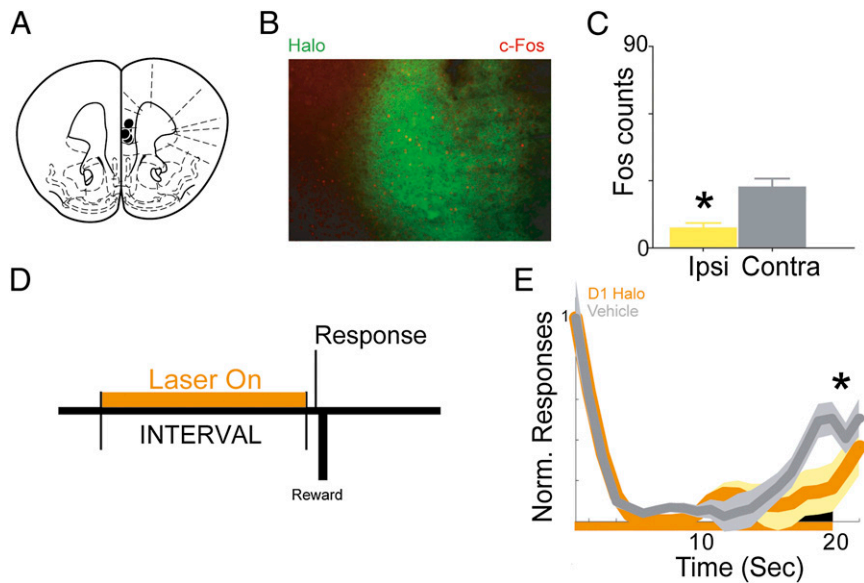 A
B
Halo
c-Fos
C
90
Fos counts
*
0
Ipsi Contra
D
Response
Laser On
INTERVAL
Reward
E
D1 Halo
Vehicle
1
*
Norm. Responses
10
20
Time (Sec)